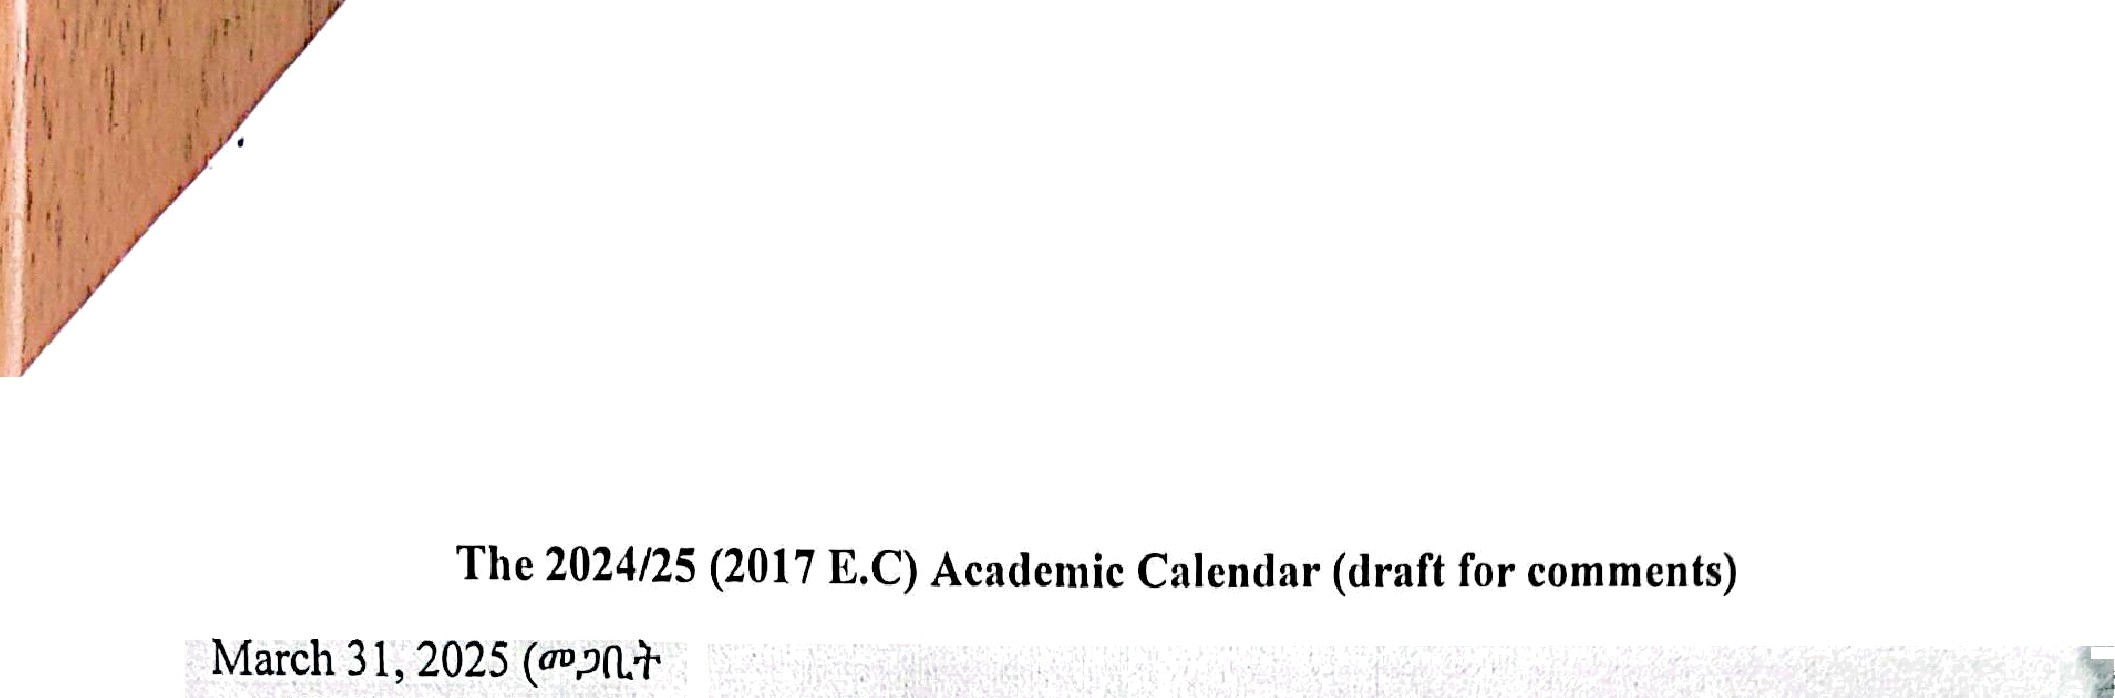 The 2024/25 (2017 E.C) Academic Calendar (draft for comments)
March 31, 2025 (መጋቢት